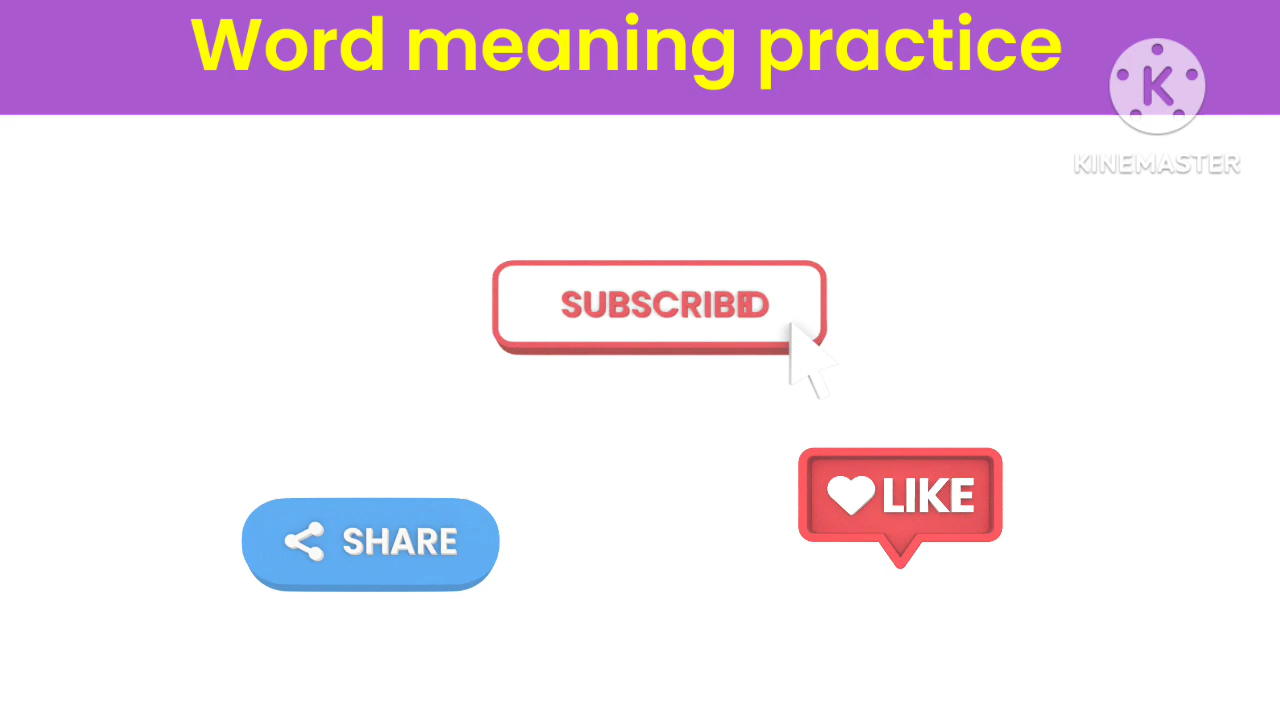 Word meaning practice
K
KINEMASTER
SUBSCRIBED
SHARE
LIKE